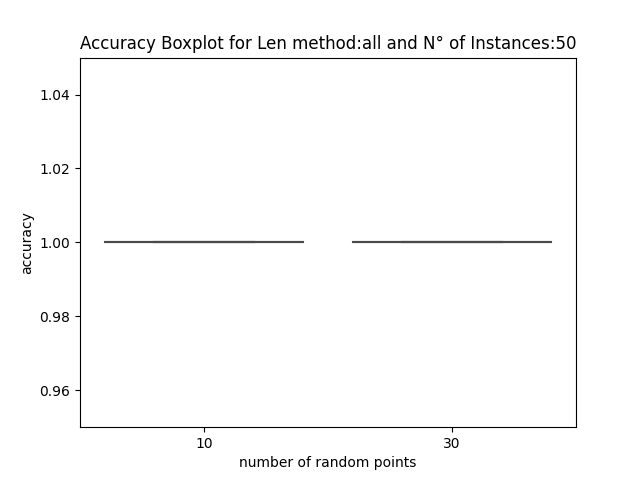 Accuracy Boxplot for Len method:all and N° of Instances:50
1.04
1.02
1.00
0.98
0.96
accuracy
10 30
number of random points